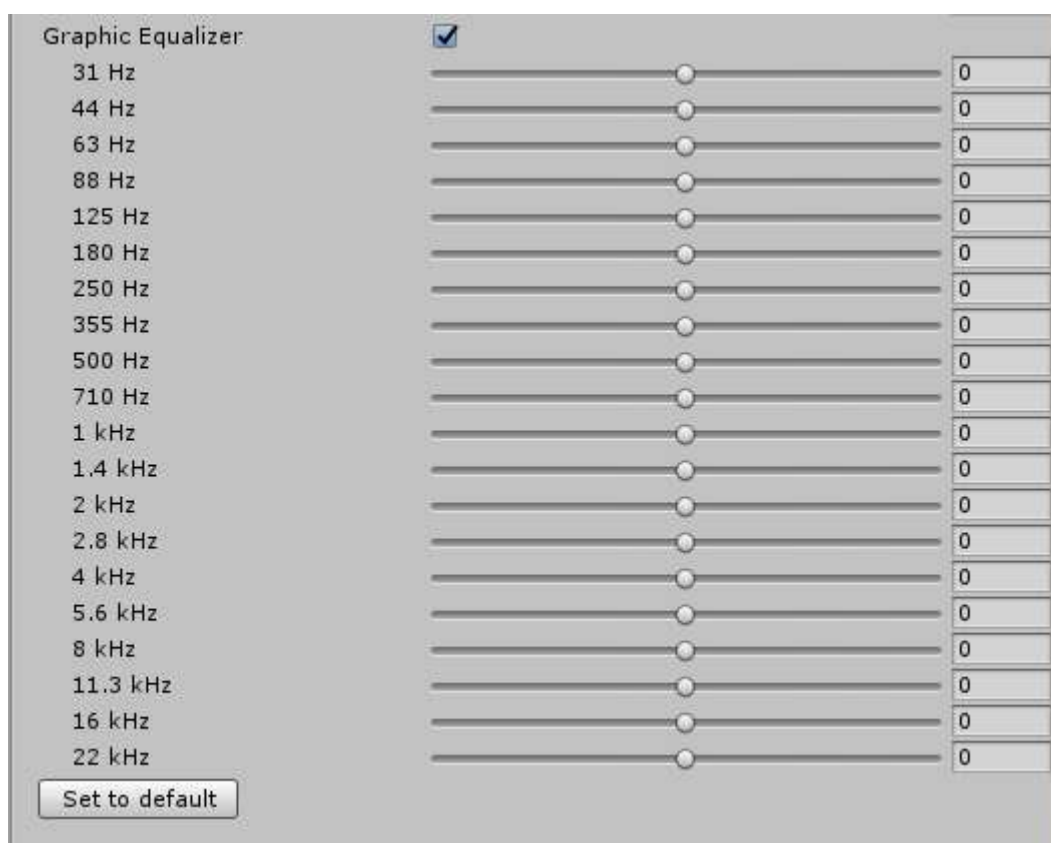 Graphic Equalizer
31 Hz 0
44 Hz 0
63 Hz 0
88 Hz 0
125 Hz 0
180 Hz 0
250 Hz 0
355 Hz 0
500 Hz 0
710 Hz 0
1 kHz 0
1.4 kHz 0
2 kHz 0
2.8 kHz 0
4 kHz 0
5.6 kHz 0
8 kHz 0
11.3 kHz 0
16 kHz 0
22 kHz 0
Set to default